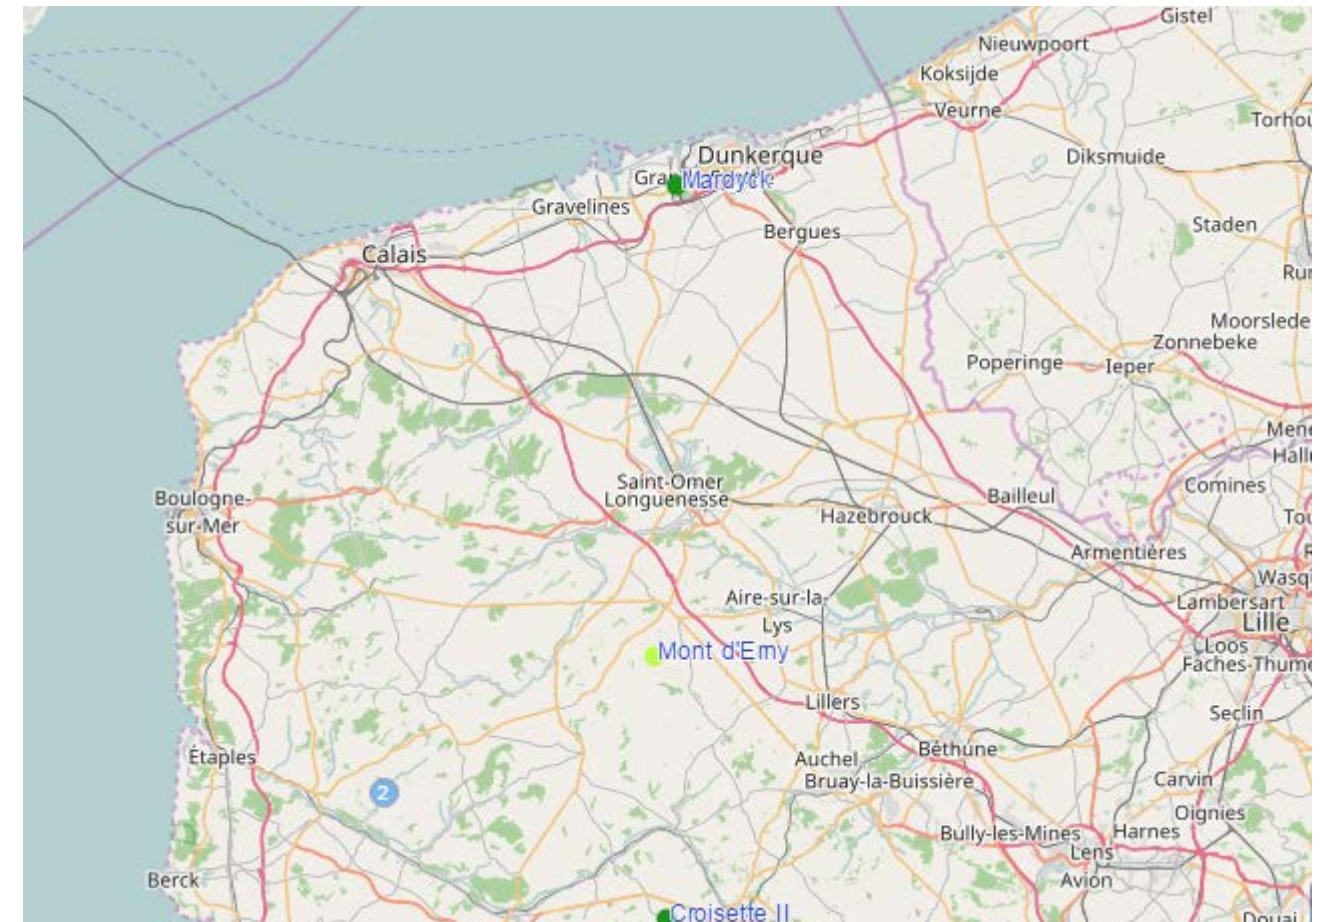 Gistel
Nieuwpoort
Koksijde
Veurne
Dunkerque
Diksmuide
Mardyck
Gravelines
Staden
Bergues
Calais
Zonnebeke
Poperinge
Ieper
Saint-Omer
Longuenesse
Comines
Boulogne-
sur-Mer
Bailleul
Hazebrouck
Armentières
Aire-sur-la-
Lys
Lambersart
Lille
Loos
Mont d'Erny
Lillers
Seclin
Étaples
Béthune
Auchel
Bruay-la-Buissière
Carvin
2
Oignies
Bully-les-Mines
Harnes
Lens
Berck
Avion
Croisette II